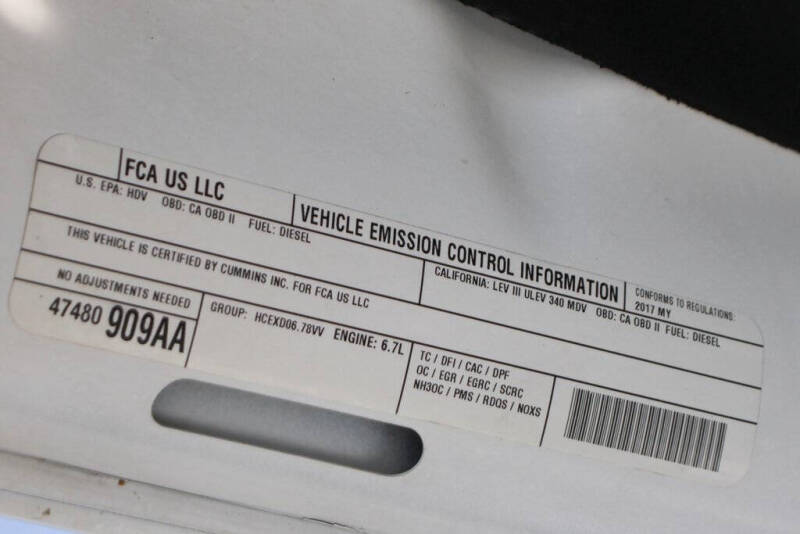 FCA US LLC
VEHICLE EMISSION CONTROL INFORMATION
CONFORMS TO REGULATIONS:
2017 MY
U.S. EPA: HDV OBD: CA OBD II FUEL: DIESEL
CALIFORNIA: LEV III ULEV 340 MDV OBD: CA OBD II FUEL: DIESEL
THIS VEHICLE IS CERTIFIED BY CUMMINS INC. FOR FCA US LLC
NO ADJUSTMENTS NEEDED
47480 909AA
GROUP: HCEXD06.78VV ENGINE: 6.7L
TC / DFI / CAC / DPF
OC / EGR / EGRC / SCRC
NH3OC / PMS / RDQS / NOXS